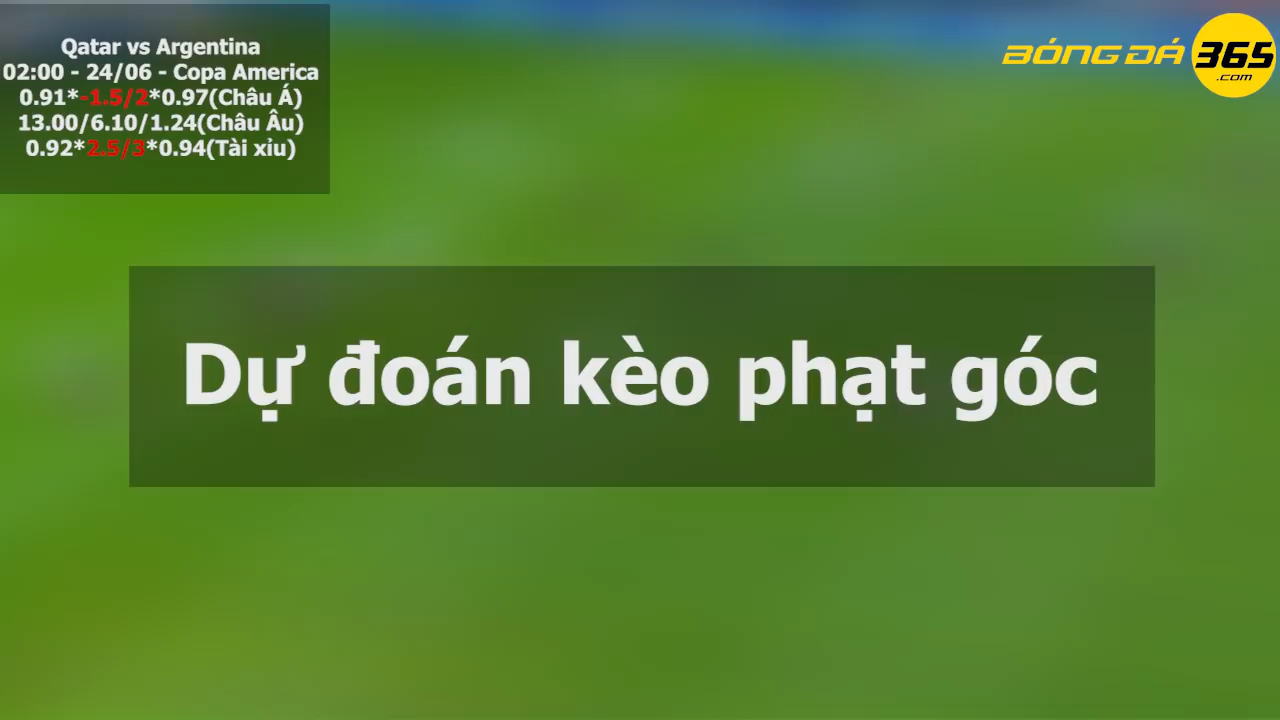 Qatar vs Argentina
02:00 - 24/06 - Copa America
0.91*-1.5/2*0.97(Châu Á)
13.00/6.10/1.24(Châu Âu)
0.92*2.5/3*0.94(Tài xỉu)
BÓNG ĐÁ 365
.COM
Dự đoán kèo phạt góc